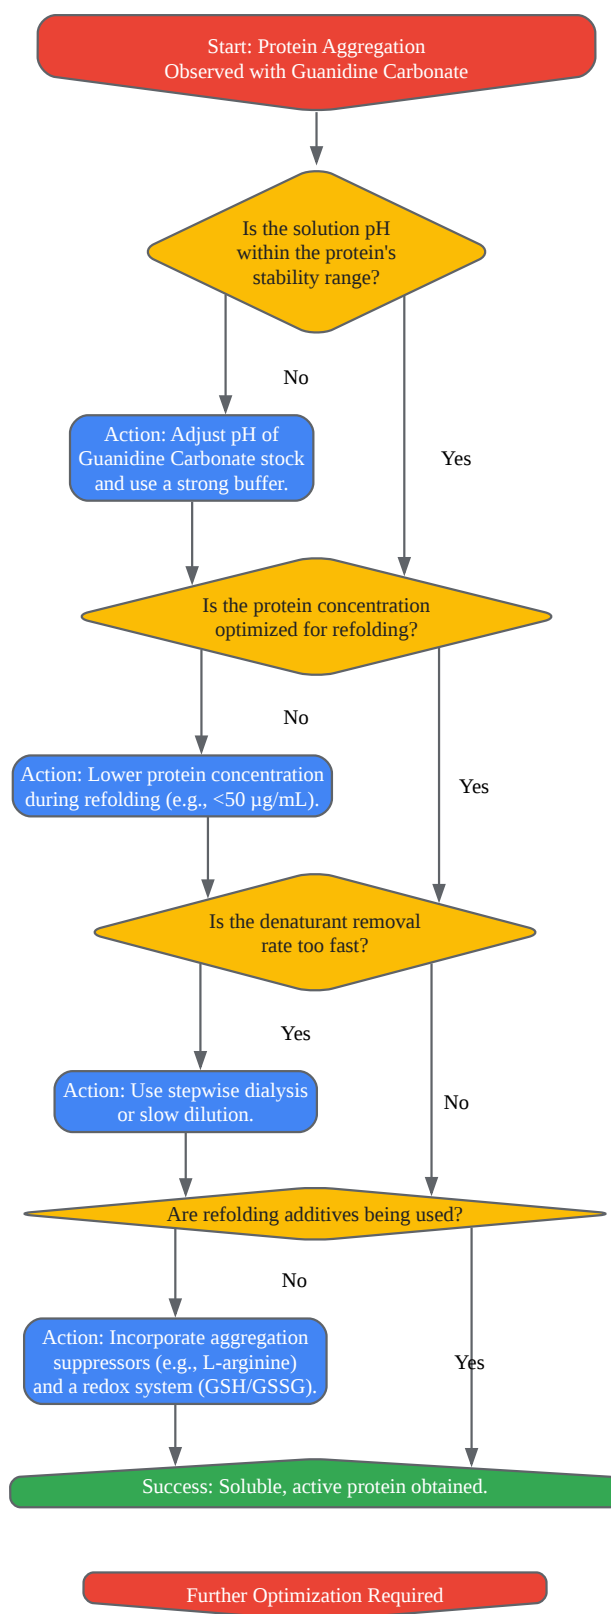 Start: Protein Aggregation
Observed with Guanidine Carbonate
Is the solution pH
within the protein's
stability range?
No
Yes
Action: Adjust pH of
Guanidine Carbonate stock
and use a strong buffer.
Is the protein concentration
optimized for refolding?
No
Yes
Action: Lower protein concentration
during refolding (e.g., <50 µg/mL).
Is the denaturant removal
rate too fast?
Yes
No
Action: Use stepwise dialysis
or slow dilution.
Are refolding additives being used?
No
Yes
Action: Incorporate aggregation
suppressors (e.g., L-arginine)
and a redox system (GSH/GSSG).
Success: Soluble, active protein obtained.
Further Optimization Required